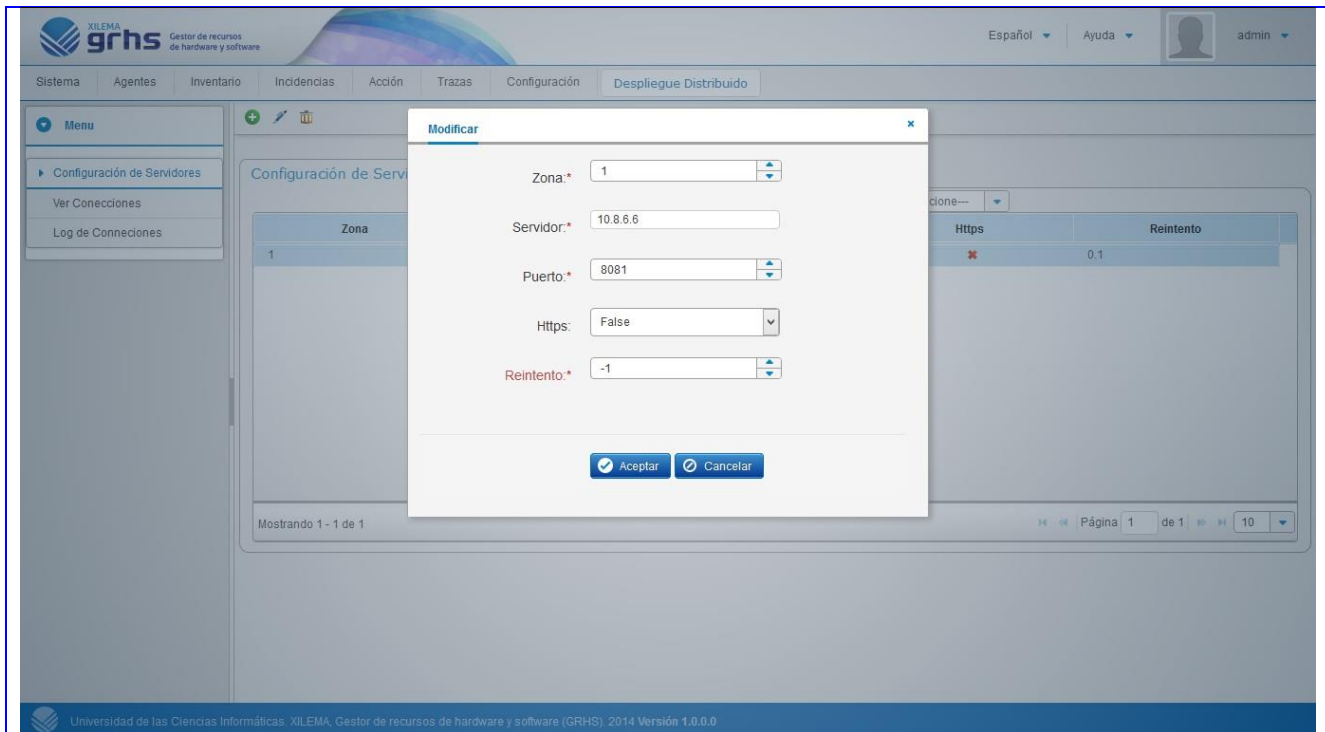 XILEMA
grhs
Gestor de recursos
de hardware y software
Español
Ayuda
admin
Sistema
Agentes
Inventario
Incidencias
Acción
Trazas
Configuración
Despliegue Distribuido
Menu
Configuración de Servidores
Ver Conecciones
Log de Conneciones
Configuración de Servi
cione---
Zona
Https
Reintento
1
0.1
Modificar
Zona:* 1
Servidor:* 10.8.6.6
Puerto:* 8081
Https: False
Reintento:* -1
Aceptar
Cancelar
Mostrando 1 - 1 de 1
Página 1 de 1
10
Universidad de las Ciencias Informáticas. XILEMA, Gestor de recursos de hardware y software (GRHS). 2014 Versión 1.0.0.0